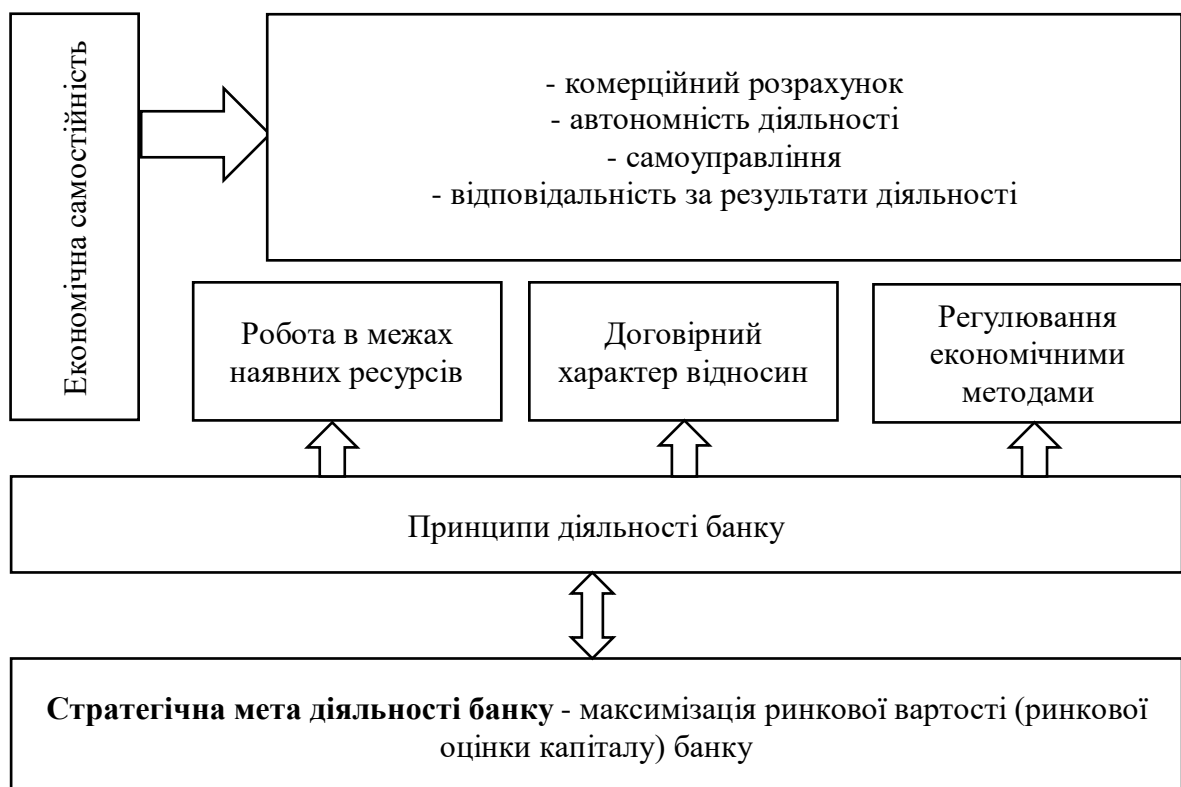 Економічна самостійність
- комерційний розрахунок
- автономність діяльності
- самоуправління
- відповідальність за результати діяльності
Робота в межах
наявних ресурсів
Договірний
характер відносин
Регулювання
економічними
методами
Принципи діяльності банку
Стратегічна мета діяльності банку - максимізація ринкової вартості (ринкової
оцінки капіталу) банку